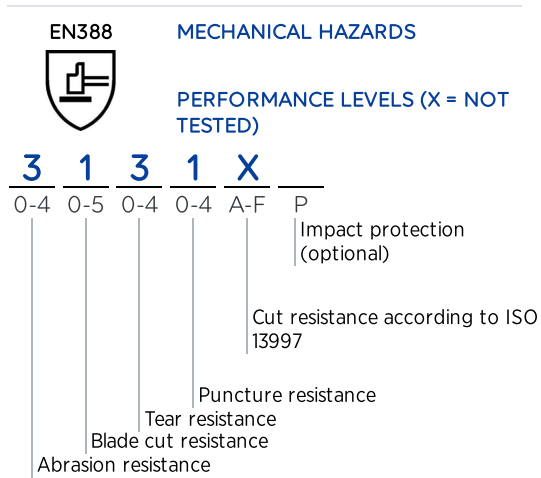 EN388
MECHANICAL HAZARDS
PERFORMANCE LEVELS (X = NOT
TESTED)
3 1 3 1 X
0-4 0-5 0-4 0-4 A-F P
Impact protection
(optional)
Cut resistance according to ISO
13997
Puncture resistance
Tear resistance
Blade cut resistance
Abrasion resistance